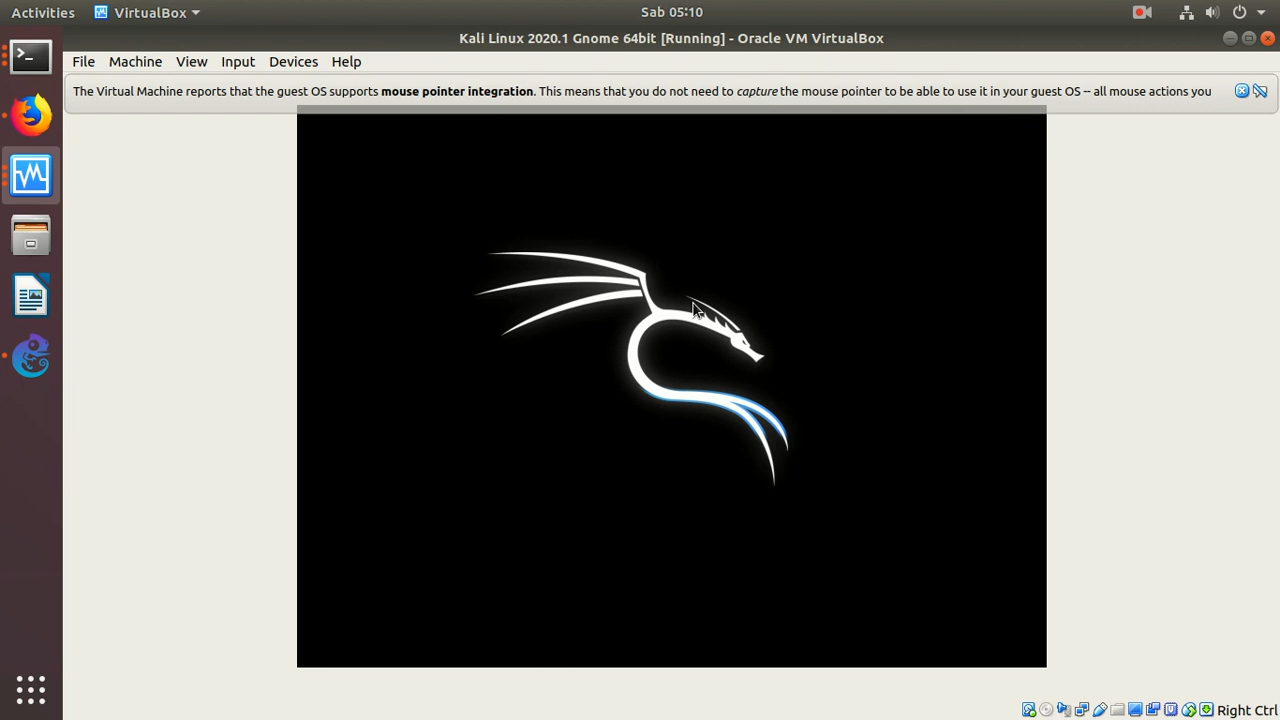 Activities VirtualBox Sab 05:10
Kali Linux 2020.1 Gnome 64bit [Running] - Oracle VM VirtualBox
File Machine View Input Devices Help
The Virtual Machine reports that the guest OS supports mouse pointer integration. This means that you do not need to capture the mouse pointer to be able to use it in your guest OS -- all mouse actions you
Right Ctrl